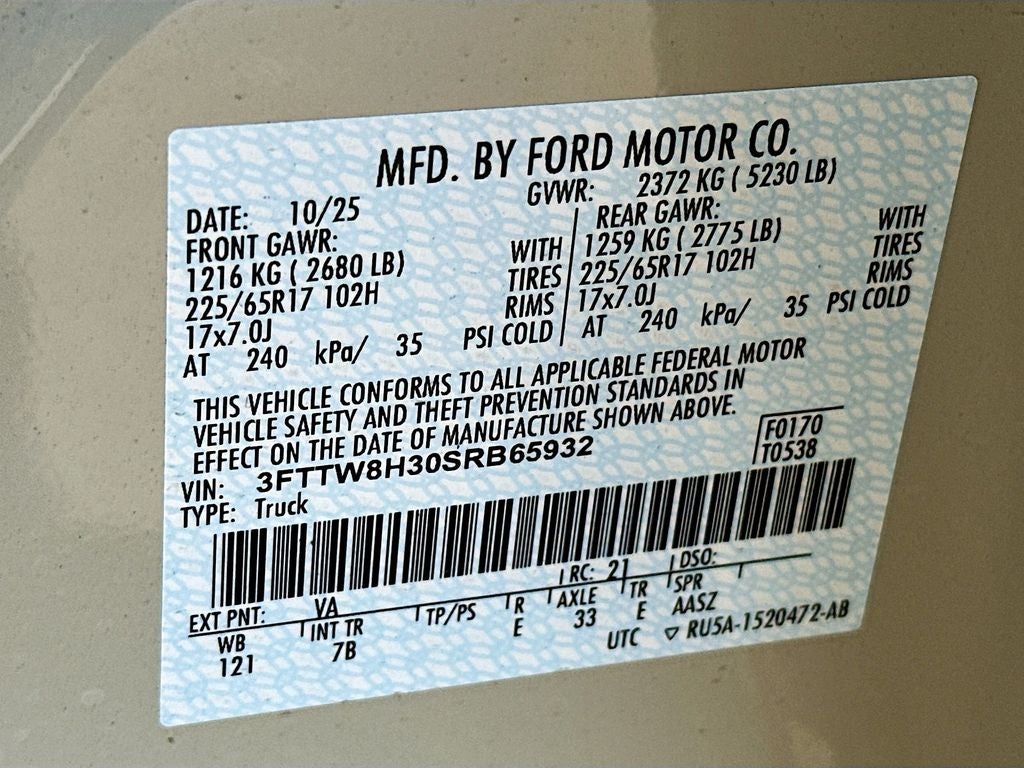 MFD. BY FORD MOTOR CO.
DATE: 10/25 GVWR: 2372 KG ( 5230 LB)
FRONT GAWR: REAR GAWR:
1216 KG ( 2680 LB) WITH 1259 KG ( 2775 LB) WITH
225/65R17 102H TIRES 225/65R17 102H TIRES
17x7.0J RIMS 17x7.0J RIMS
AT 240 kPa/ 35 PSI COLD AT 240 kPa/ 35 PSI COLD
THIS VEHICLE CONFORMS TO ALL APPLICABLE FEDERAL MOTOR
VEHICLE SAFETY AND THEFT PREVENTION STANDARDS IN
EFFECT ON THE DATE OF MANUFACTURE SHOWN ABOVE.
VIN: 3FTTW8H30SRB65932 F0170
TYPE: Truck T0538
EXT PNT: VA RC: 21 DSO:
WB INT TR TP/PS R AXLE TR SPR
121 7B E 33 E AASZ
UTC ▽ RU5A-1520472-AB